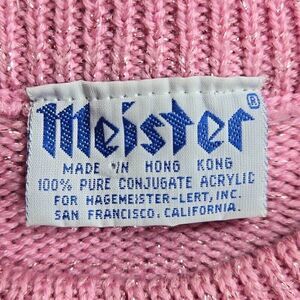 Meister®
MADE IN HONG KONG
100% PURE CONJUGATE ACRYLIC
FOR HAGEMEISTER-LERT, INC.
SAN FRANCISCO. CALIFORNIA.